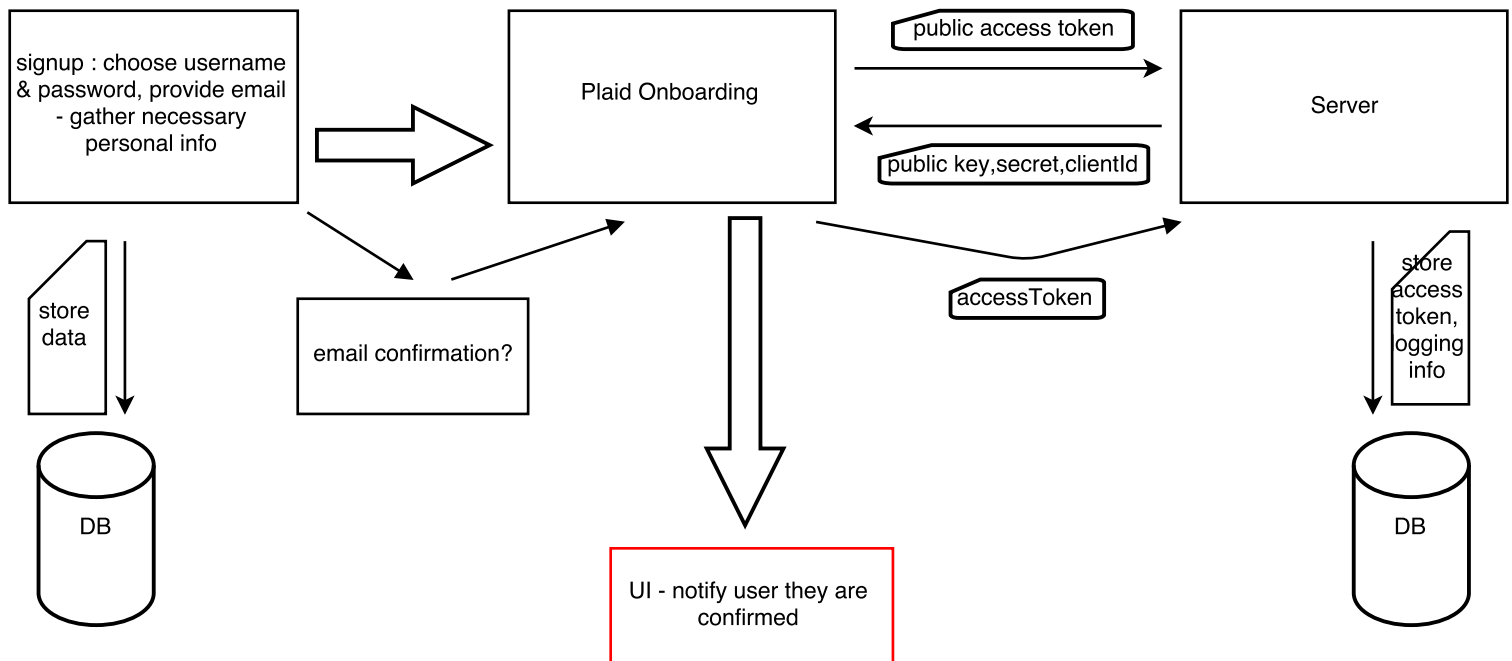 signup : choose username
& password, provide email
- gather necessary
personal info
Plaid Onboarding
public access token
Server
public key,secret,clientId
store
data
email confirmation?
accessToken
store
access
token,
logging
info
DB
DB
UI - notify user they are
confirmed